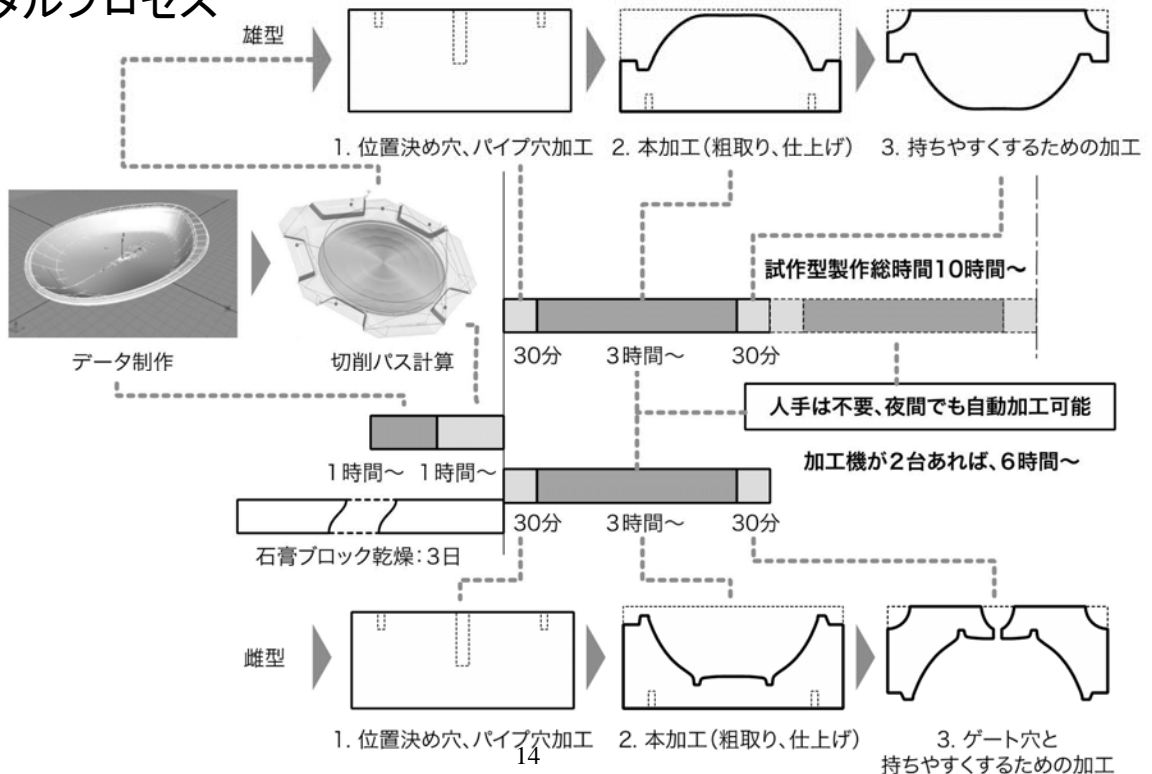 タルプロセス
雄型
1. 位置決め穴、パイプ穴加工
2. 本加工（粗取り、仕上げ）
3. 持ちやすくするための加工
試作型製作総時間10時間～
データ制作
切削パス計算
30分
3時間～
30分
人手は不要、夜間でも自動加工可能
加工機が2台あれば、6時間～
1時間～
1時間～
30分
3時間～
30分
石膏ブロック乾燥：3日
雌型
1. 位置決め穴、パイプ穴加工
2. 本加工（粗取り、仕上げ）
3. ゲート穴と
持ちやすくするための加工
14